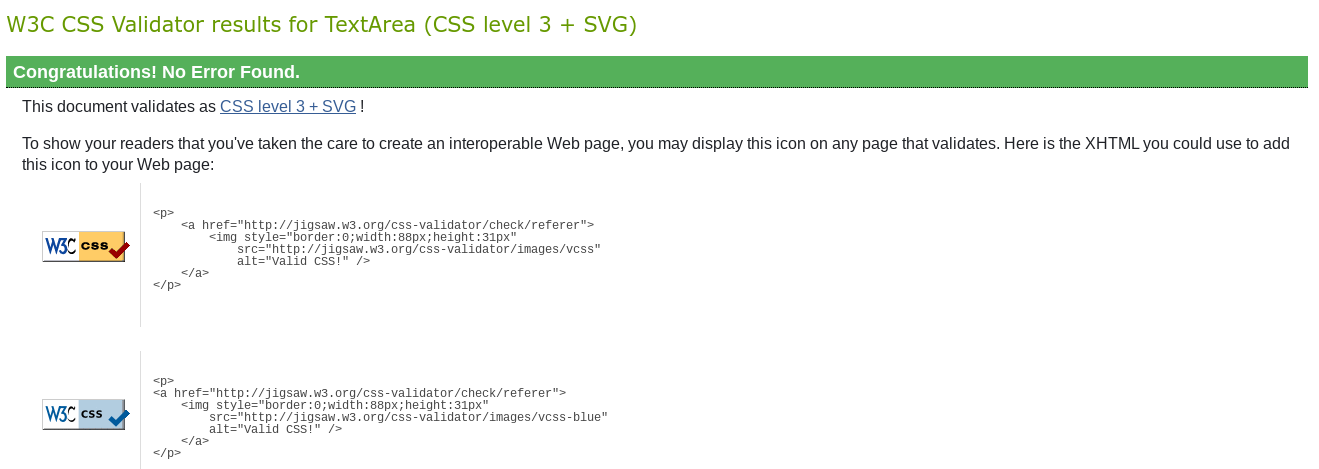 W3C CSS Validator results for TextArea (CSS level 3 + SVG)
Congratulations! No Error Found.
This document validates as CSS level 3 + SVG !
To show your readers that you've taken the care to create an interoperable Web page, you may display this icon on any page that validates. Here is the XHTML you could use to add
this icon to your Web page:
W3C css
<p>
    <a href="http://jigsaw.w3.org/css-validator/check/referer">
        <img style="border:0;width:88px;height:31px"
            src="http://jigsaw.w3.org/css-validator/images/vcss"
            alt="Valid CSS!" />
    </a>
</p>
W3C css
<p>
<a href="http://jigsaw.w3.org/css-validator/check/referer">
    <img style="border:0;width:88px;height:31px"
        src="http://jigsaw.w3.org/css-validator/images/vcss-blue"
        alt="Valid CSS!" />
    </a>
</p>